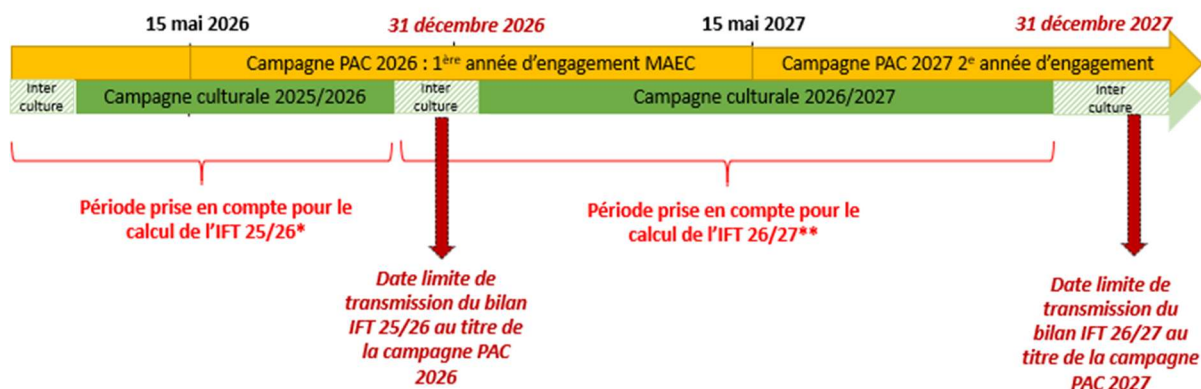 15 mai 2026
31 décembre 2026
15 mai 2027
31 décembre 2027
Campagne PAC 2026 : 1ère année d’engagement MAEC
Campagne PAC 2027 2e année d’engagement
Inter
culture
Campagne culturale 2025/2026
Inter
culture
Campagne culturale 2026/2027
Inter
culture
Période prise en compte pour le
calcul de l’IFT 25/26*
Période prise en compte pour le
calcul de l’IFT 26/27**
Date limite de
transmission du bilan
IFT 25/26 au titre de
la campagne PAC
2026
Date limite de
transmission du
bilan IFT 26/27 au
titre de la campagne
PAC 2027